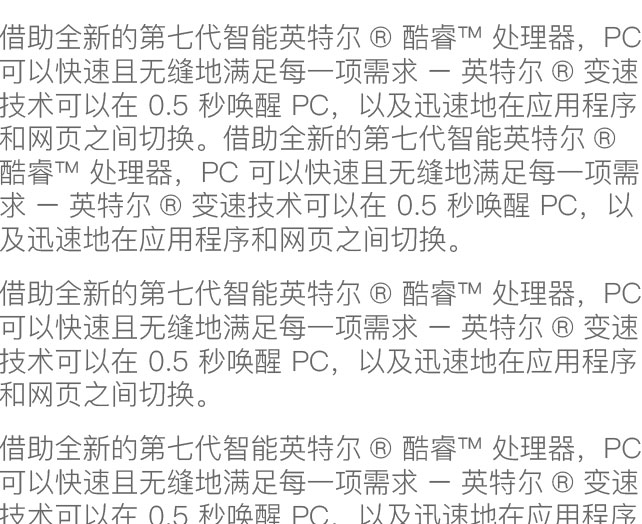 借助全新的第七代智能英特尔 ® 酷睿™ 处理器，PC
可以快速且无缝地满足每一项需求 — 英特尔 ® 变速
技术可以在 0.5 秒唤醒 PC，以及迅速地在应用程序
和网页之间切换。借助全新的第七代智能英特尔 ®
酷睿™ 处理器，PC 可以快速且无缝地满足每一项需
求 — 英特尔 ® 变速技术可以在 0.5 秒唤醒 PC，以
及迅速地在应用程序和网页之间切换。
借助全新的第七代智能英特尔 ® 酷睿™ 处理器，PC
可以快速且无缝地满足每一项需求 — 英特尔 ® 变速
技术可以在 0.5 秒唤醒 PC，以及迅速地在应用程序
和网页之间切换。
借助全新的第七代智能英特尔 ® 酷睿™ 处理器，PC
可以快速且无缝地满足每一项需求 — 英特尔 ® 变速
技术可以在 0.5 秒唤醒 PC，以及迅速地在应用程序